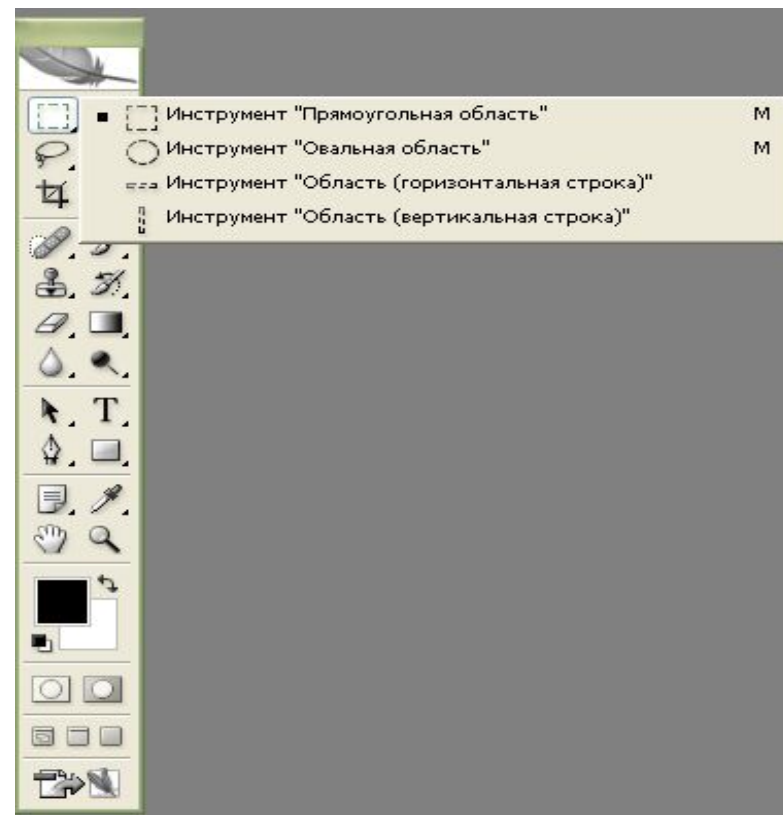 Инструмент "Прямоугольная область" М
Инструмент "Овальная область" М
Инструмент "Область (горизонтальная строка)"
Инструмент "Область (вертикальная строка)"
T